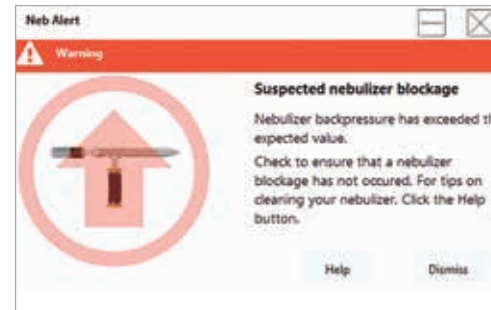 Neb Alert
Warning
Suspected nebulizer blockage
Nebulizer backpressure has exceeded
expected value.
Check to ensure that a nebulizer
blockage has not occured. For tips on
cleaning your nebulizer. Click the Help
button.
Help
Dismiss